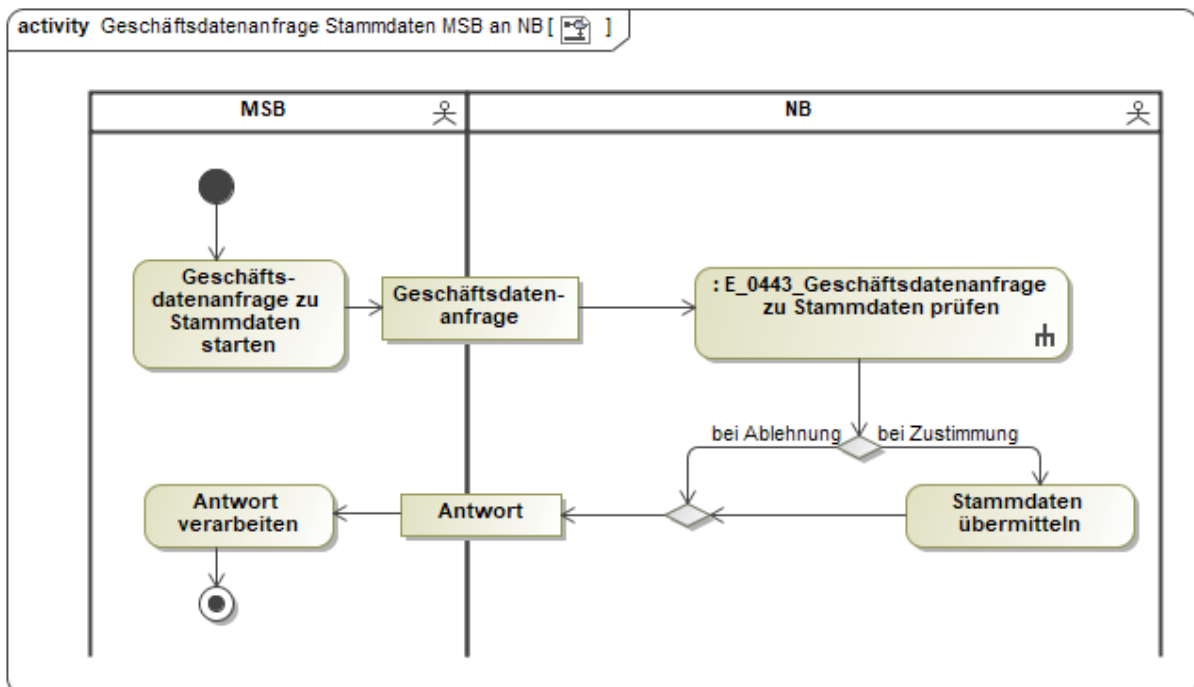 activity Geschäftsdatenanfrage Stammdaten MSB an NB [ ]
MSB
NB
Geschäfts-
datenanfrage zu
Stammdaten
starten
Geschäftsdaten-
anfrage
: E_0443_Geschäftsdatenanfrage
zu Stammdaten prüfen
bei Ablehnung
bei Zustimmung
Antwort
verarbeiten
Antwort
Stammdaten
übermitteln